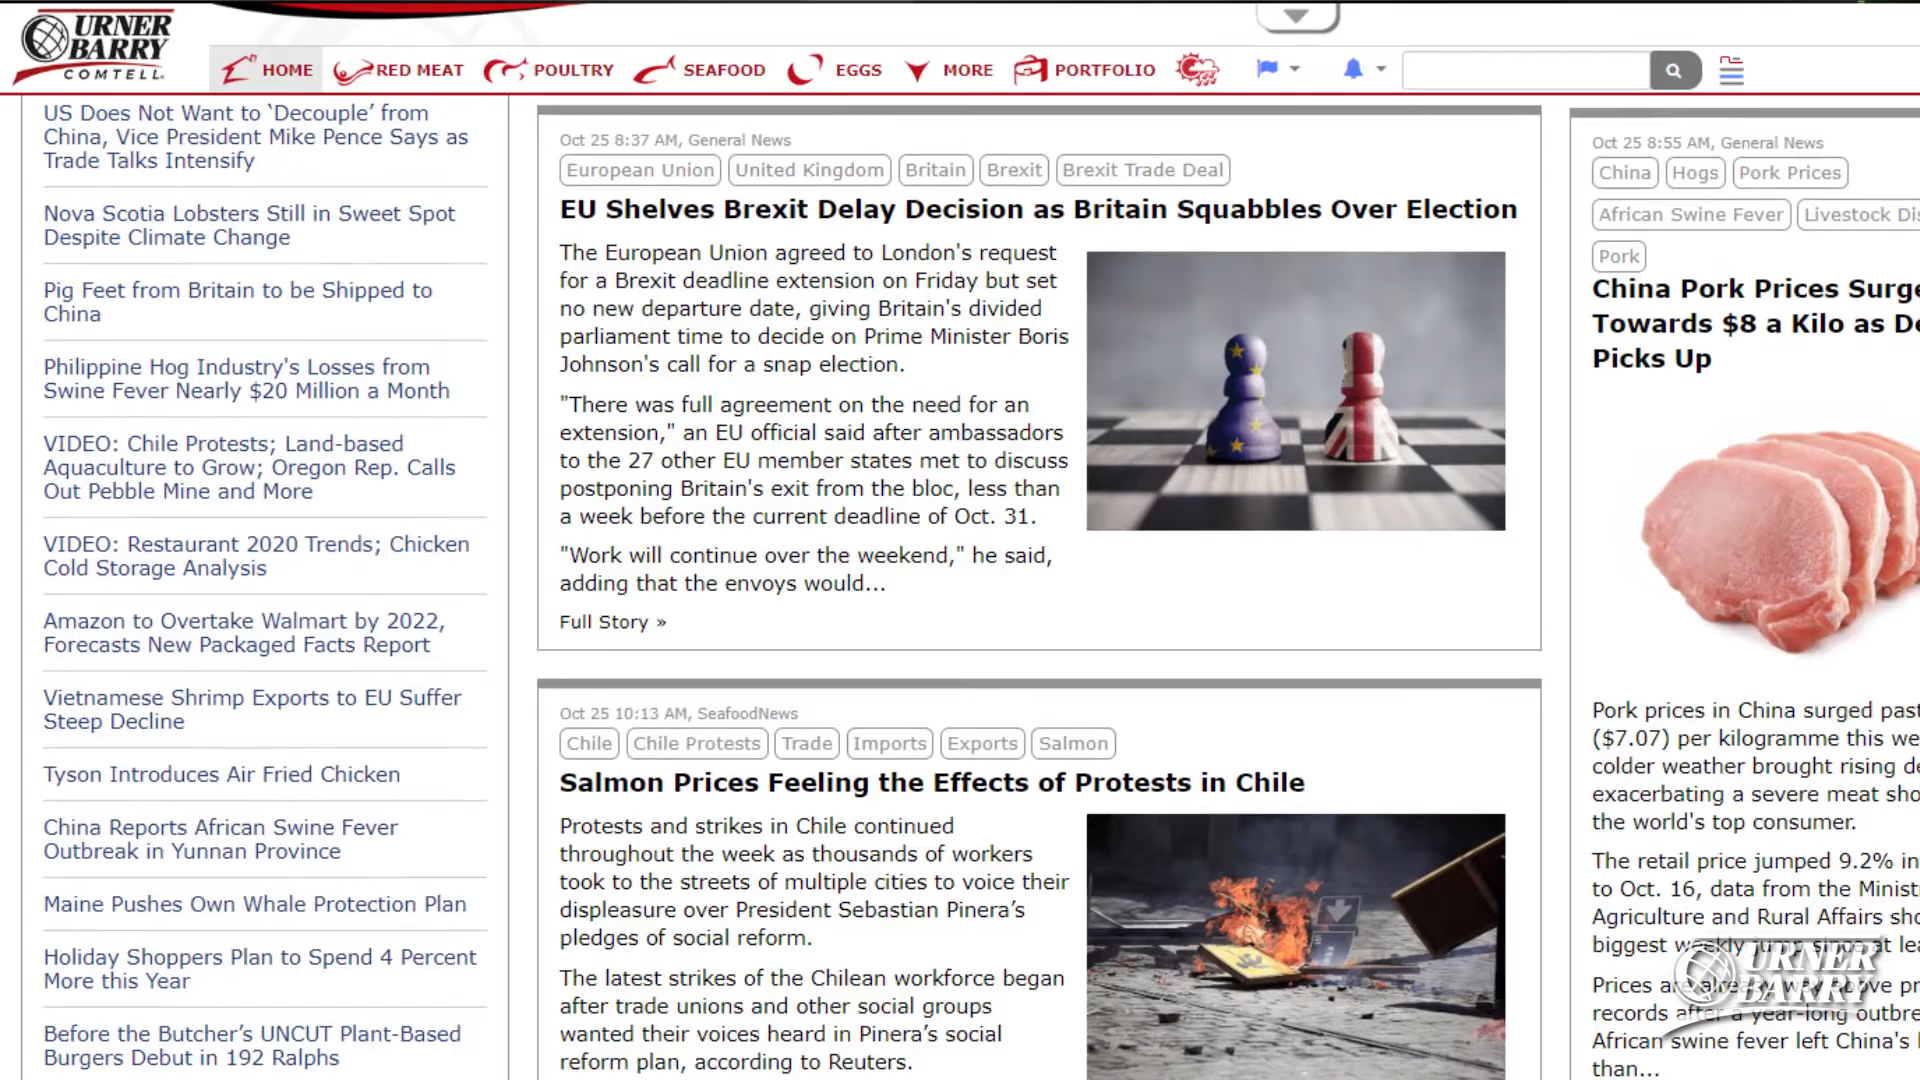 URNER
BARRY
COMTELL
HOME
RED MEAT
POULTRY
SEAFOOD
EGGS
MORE
PORTFOLIO
US Does Not Want to ‘Decouple’ from
China, Vice President Mike Pence Says as
Trade Talks Intensify
Nova Scotia Lobsters Still in Sweet Spot
Despite Climate Change
Pig Feet from Britain to be Shipped to
China
Philippine Hog Industry's Losses from
Swine Fever Nearly $20 Million a Month
VIDEO: Chile Protests; Land-based
Aquaculture to Grow; Oregon Rep. Calls
Out Pebble Mine and More
VIDEO: Restaurant 2020 Trends; Chicken
Cold Storage Analysis
Amazon to Overtake Walmart by 2022,
Forecasts New Packaged Facts Report
Vietnamese Shrimp Exports to EU Suffer
Steep Decline
Tyson Introduces Air Fried Chicken
China Reports African Swine Fever
Outbreak in Yunnan Province
Maine Pushes Own Whale Protection Plan
Holiday Shoppers Plan to Spend 4 Percent
More this Year
Before the Butcher’s UNCUT Plant-Based
Burgers Debut in 192 Ralphs
Oct 25 8:37 AM, General News
European Union United Kingdom Britain Brexit Brexit Trade Deal
EU Shelves Brexit Delay Decision as Britain Squabbles Over Election
The European Union agreed to London's request
for a Brexit deadline extension on Friday but set
no new departure date, giving Britain's divided
parliament time to decide on Prime Minister Boris
Johnson's call for a snap election.
"There was full agreement on the need for an
extension," an EU official said after ambassadors
to the 27 other EU member states met to discuss
postponing Britain's exit from the bloc, less than
a week before the current deadline of Oct. 31.
"Work will continue over the weekend," he said,
adding that the envoys would...
Full Story »
Oct 25 10:13 AM, SeafoodNews
Chile Chile Protests Trade Imports Exports Salmon
Salmon Prices Feeling the Effects of Protests in Chile
Protests and strikes in Chile continued
throughout the week as thousands of workers
took to the streets of multiple cities to voice their
displeasure over President Sebastian Pinera’s
pledges of social reform.
The latest strikes of the Chilean workforce began
after trade unions and other social groups
wanted their voices heard in Pinera’s social
reform plan, according to Reuters.
Oct 25 8:55 AM, General News
China Hogs Pork Prices
African Swine Fever Livestock Dis
Pork
China Pork Prices Surge
Towards $8 a Kilo as De
Picks Up
Pork prices in China surged past
($7.07) per kilogramme this we
colder weather brought rising de
exacerbating a severe meat sho
the world's top consumer.
The retail price jumped 9.2% in
to Oct. 16, data from the Minist
Agriculture and Rural Affairs sho
biggest weekly jump since at lea
Prices are already way above pr
records after a year-long outbre
African swine fever left China's
than...
URNER
BARRY